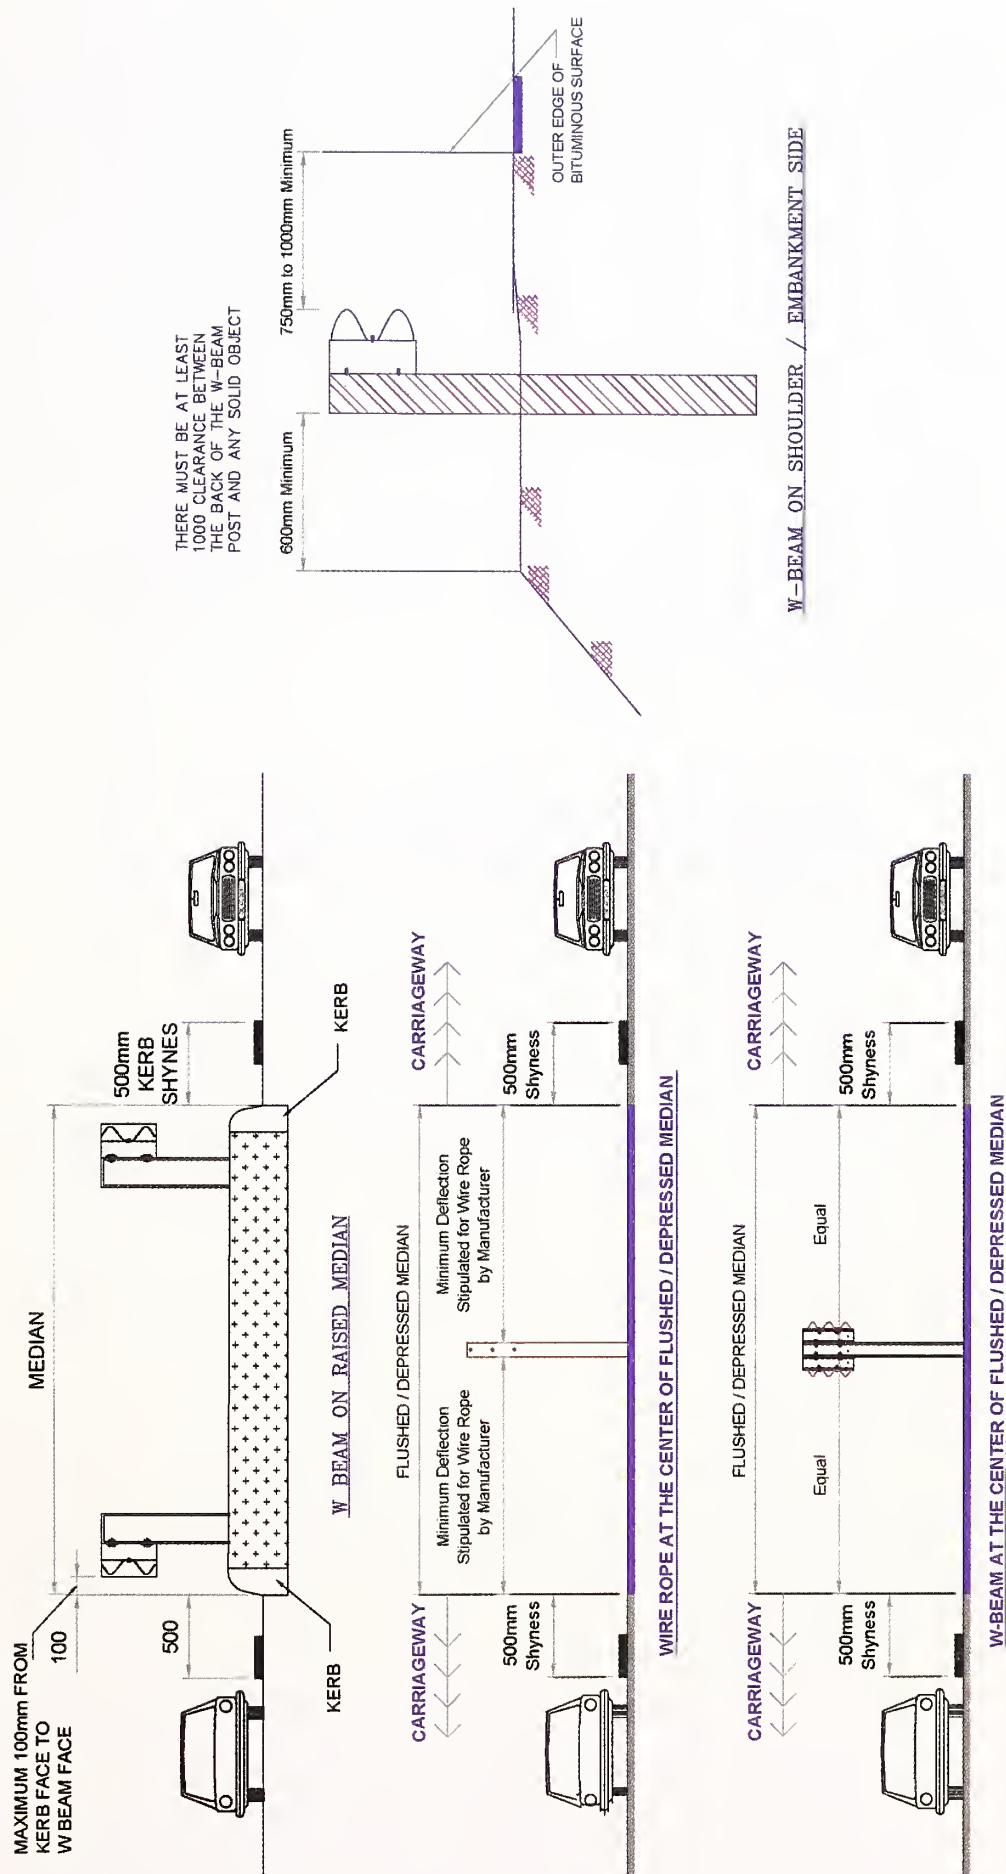 MAXIMUM 100mm FROM
KERB FACE TO
W BEAM FACE
100
500
MEDIAN
500mm
KERB
SHYNES
KERB
KERB
W BEAM ON RAISED MEDIAN
CARRIAGEWAY
FLUSHED / DEPRESSED MEDIAN
CARRIAGEWAY
500mm
Shyness
Minimum Deflection
Stipulated for Wire Rope
by Manufacturer
Minimum Deflection
Stipulated for Wire Rope
by Manufacturer
500mm
Shyness
WIRE ROPE AT THE CENTER OF FLUSHED / DEPRESSED MEDIAN
CARRIAGEWAY
FLUSHED / DEPRESSED MEDIAN
CARRIAGEWAY
500mm
Shyness
Equal
Equal
500mm
Shyness
W-BEAM AT THE CENTER OF FLUSHED / DEPRESSED MEDIAN
THERE MUST BE AT LEAST
1000 CLEARANCE BETWEEN
THE BACK OF THE W-BEAM
POST AND ANY SOLID OBJECT
600mm Minimum
750mm to 1000mm Minimum
OUTER EDGE OF
BITUMINOUS SURFACE
W-BEAM ON SHOULDER / EMBANKMENT SIDE